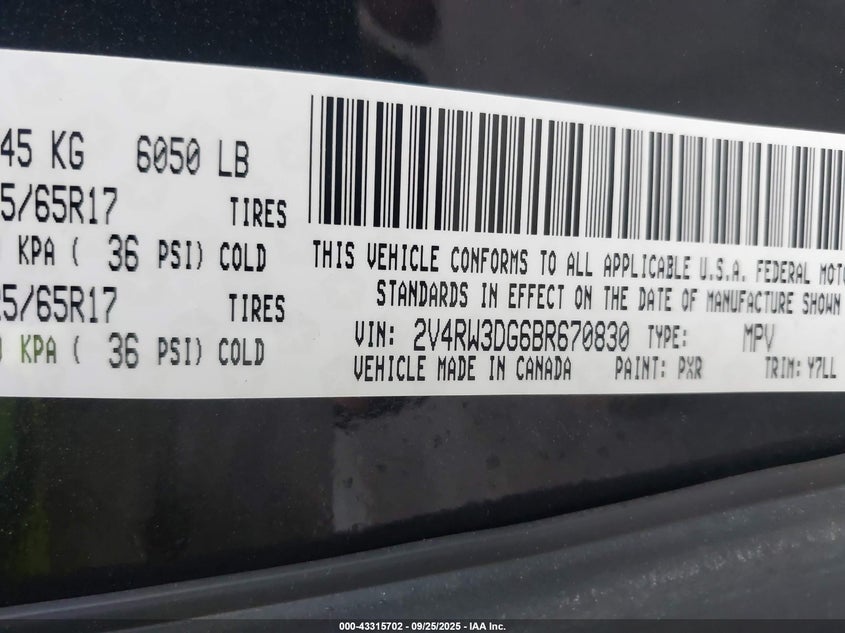 45 KG 6050 LB
5/65R17 TIRES
KPA ( 36 PSI) COLD
5/65R17 TIRES
KPA ( 36 PSI) COLD
THIS VEHICLE CONFORMS TO ALL APPLICABLE U.S.A. FEDERAL MOTO
STANDARDS IN EFFECT ON THE DATE OF MANUFACTURE SHOWN
VIN: 2V4RW3DG6BR670830 TYPE: MPV
VEHICLE MADE IN CANADA PAINT: PXR TRIM: Y7LL
000-43315702 - 09/25/2025 - IAA Inc.